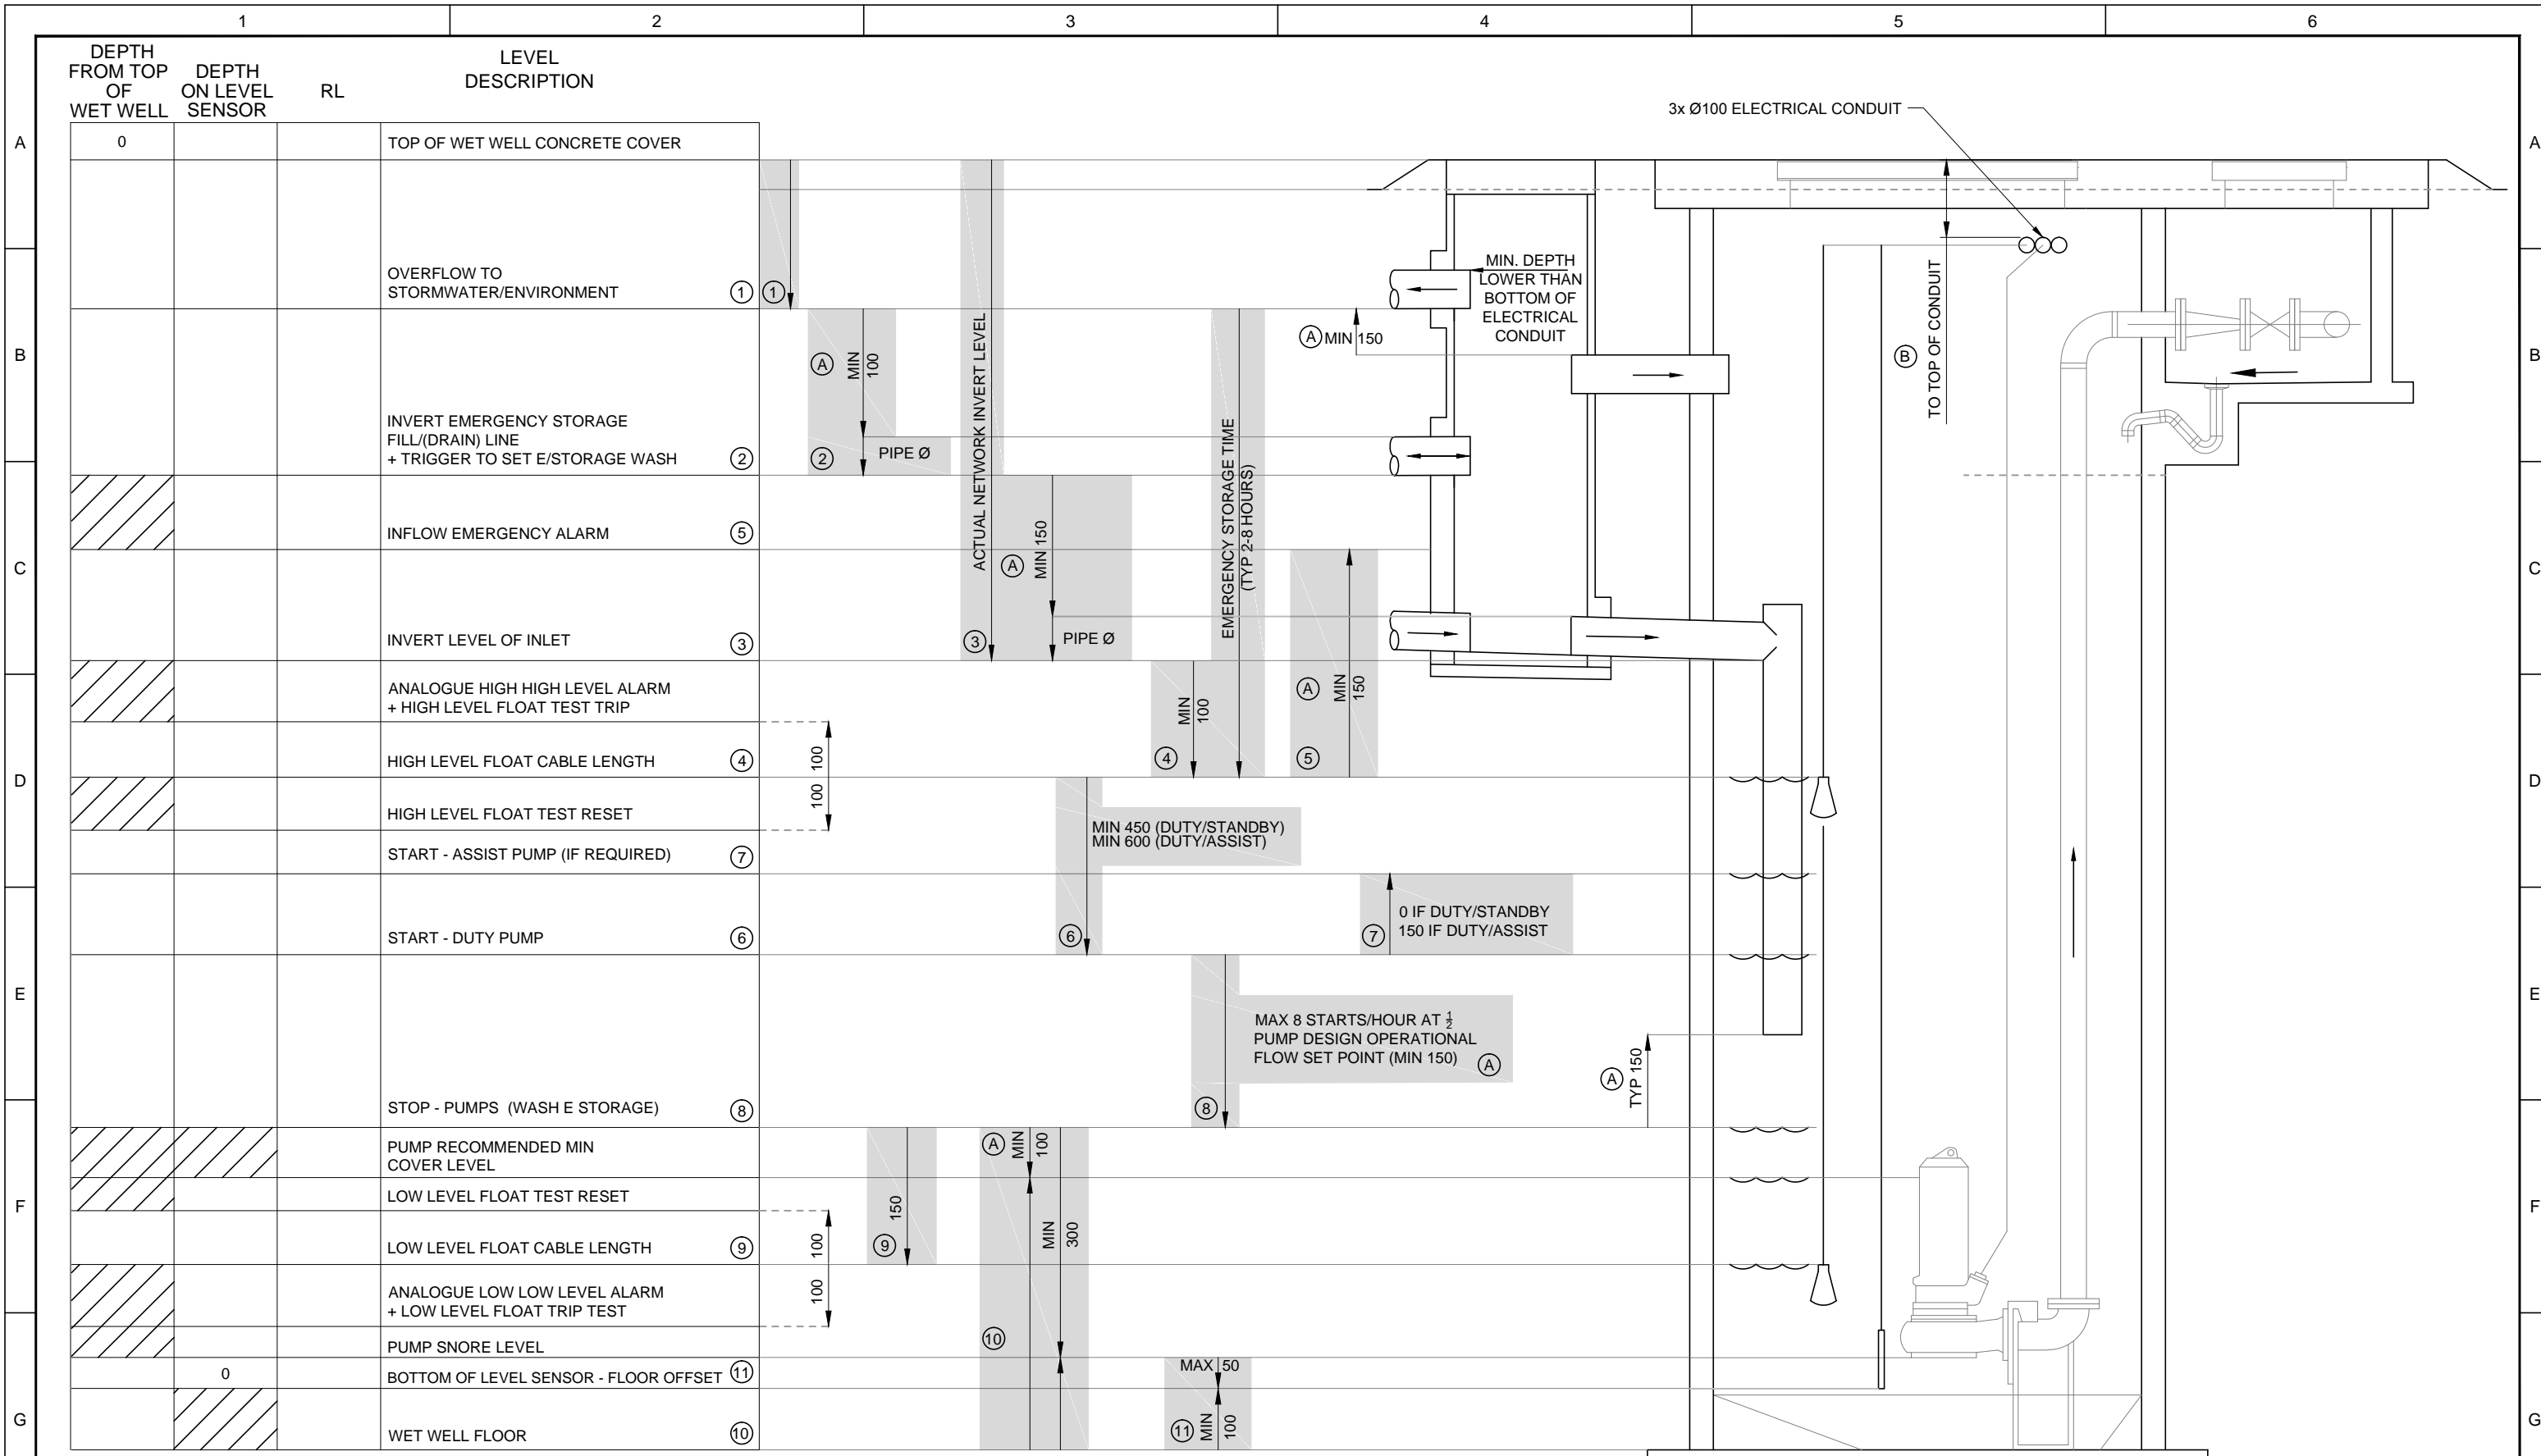 1 2 3 4 5 6
DEPTH
FROM TOP
OF
WET WELL
DEPTH
ON LEVEL
SENSOR
RL
LEVEL
DESCRIPTION
3x Ø100 ELECTRICAL CONDUIT
A
0
TOP OF WET WELL CONCRETE COVER
A
OVERFLOW TO
STORMWATER/ENVIRONMENT
1
1
MIN. DEPTH
LOWER THAN
BOTTOM OF
ELECTRICAL
CONDUIT
B
A
MIN
100
ACTUAL NETWORK INVERT LEVEL
A MIN 150
B
TO TOP OF CONDUIT
B
INVERT EMERGENCY STORAGE
FILL/(DRAIN) LINE
+ TRIGGER TO SET E/STORAGE WASH
2
2
PIPE Ø
EMERGENCY STORAGE TIME
(TYP 2-8 HOURS)
C
INFLOW EMERGENCY ALARM
5
A
MIN 150
C
INVERT LEVEL OF INLET
3
3
PIPE Ø
ANALOGUE HIGH HIGH LEVEL ALARM
+ HIGH LEVEL FLOAT TEST TRIP
MIN
100
A
MIN
150
D
HIGH LEVEL FLOAT CABLE LENGTH
4
100
100
4
5
D
HIGH LEVEL FLOAT TEST RESET
MIN 450 (DUTY/STANDBY)
MIN 600 (DUTY/ASSIST)
START - ASSIST PUMP (IF REQUIRED)
7
START - DUTY PUMP
6
6
7
0 IF DUTY/STANDBY
150 IF DUTY/ASSIST
E
MAX 8 STARTS/HOUR AT ½
PUMP DESIGN OPERATIONAL
FLOW SET POINT (MIN 150)
A
A
TYP 150
E
STOP - PUMPS (WASH E STORAGE)
8
8
PUMP RECOMMENDED MIN
COVER LEVEL
A
MIN
100
F
LOW LEVEL FLOAT TEST RESET
150
MIN
300
F
LOW LEVEL FLOAT CABLE LENGTH
9
100
100
9
ANALOGUE LOW LOW LEVEL ALARM
+ LOW LEVEL FLOAT TRIP TEST
PUMP SNORE LEVEL
10
0
BOTTOM OF LEVEL SENSOR - FLOOR OFFSET
11
MAX 50
G
WET WELL FLOOR
10
11
MIN
100
G